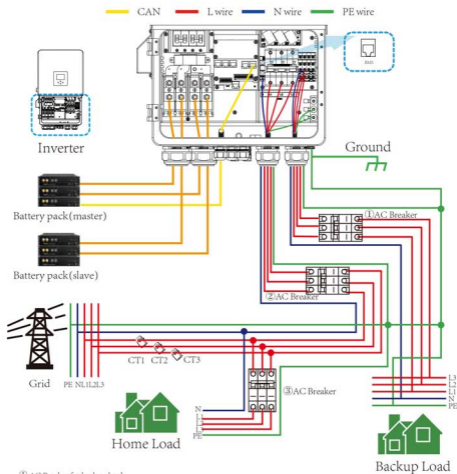 CAN L wire N wire PE wire
Inverter
Ground
Battery pack(master)
①AC Breaker
Battery pack(slave)
②AC Breaker
CT1 CT2 CT3
Grid
PE NL1L2L3
③AC Breaker
L3
L2
L1
N
PE
N
L1
L2
L3
PE
Home Load
Backup Load